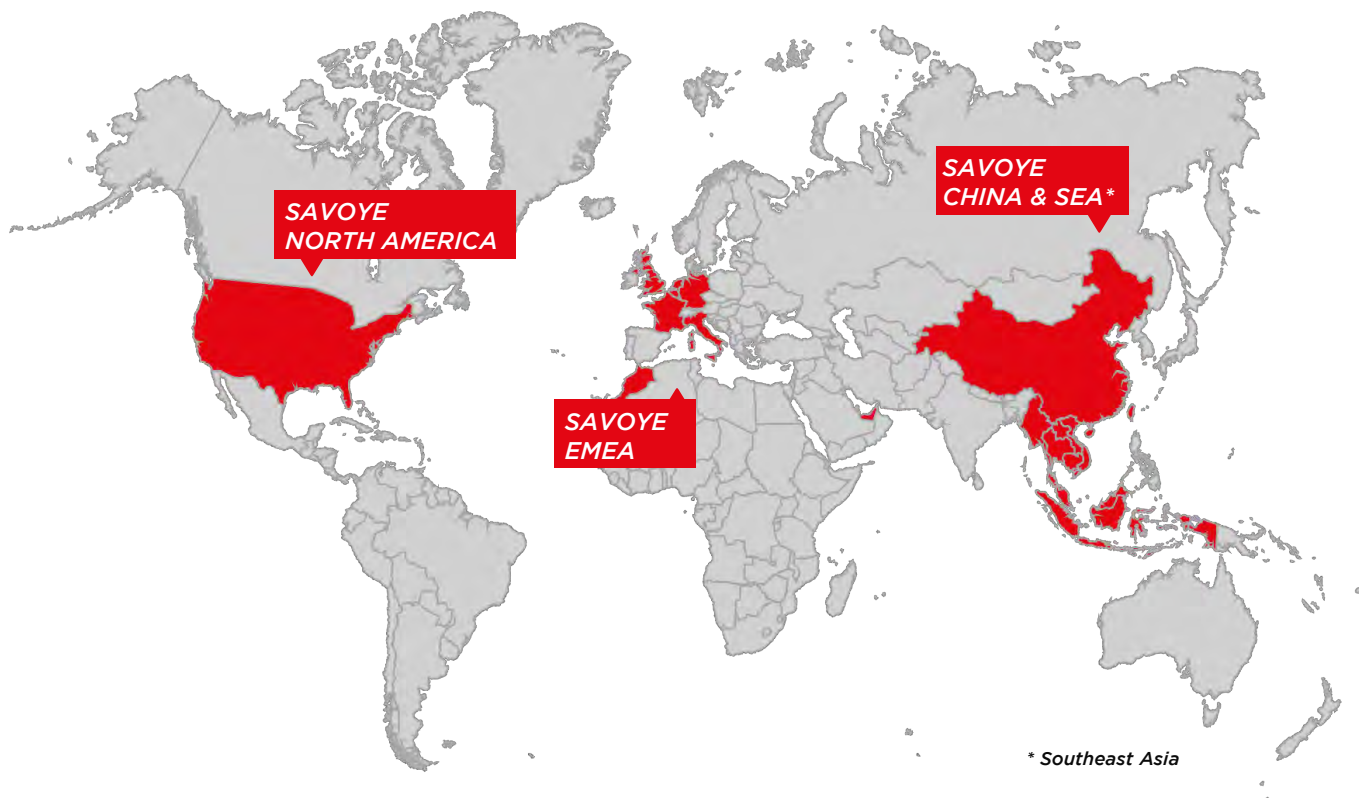 SAVOYE
NORTH AMERICA
SAVOYE
CHINA & SEA*
SAVOYE
EMEA
* Southeast Asia